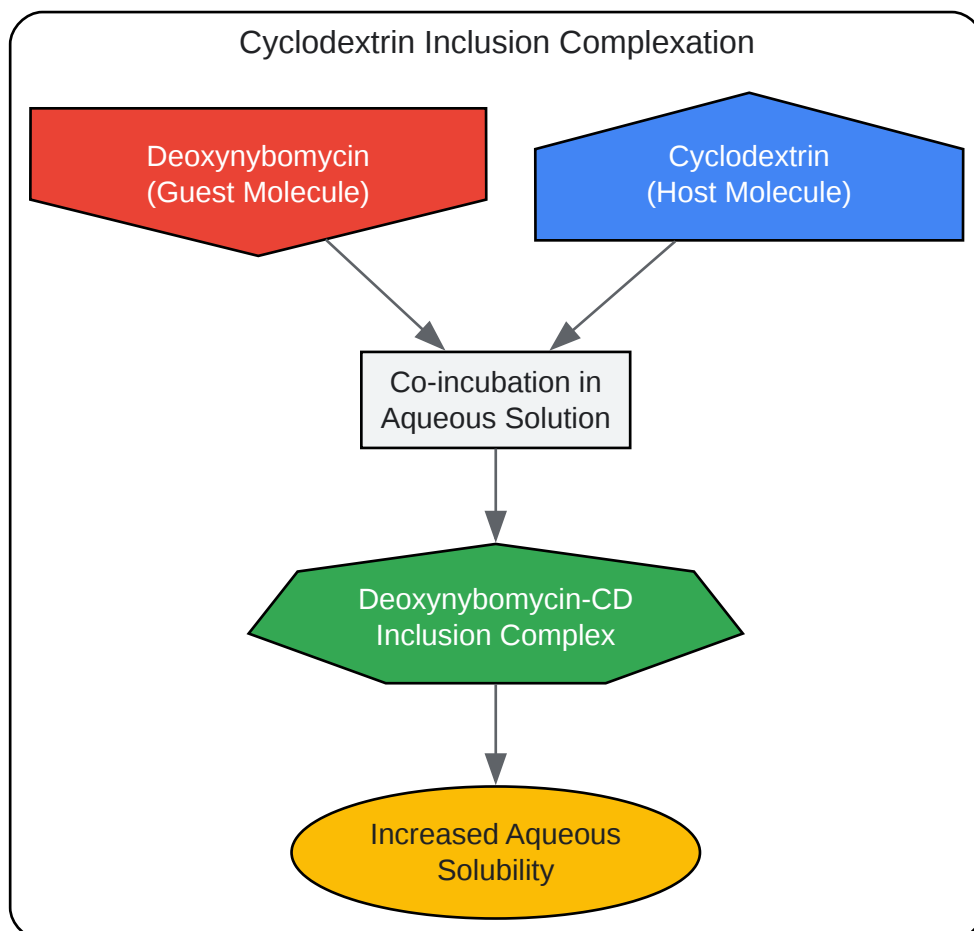 Cyclodextrin Inclusion Complexation
Deoxynybomycin
(Guest Molecule)
Cyclodextrin
(Host Molecule)
Co-incubation in
Aqueous Solution
Deoxynybomycin-CD
Inclusion Complex
Increased Aqueous
Solubility